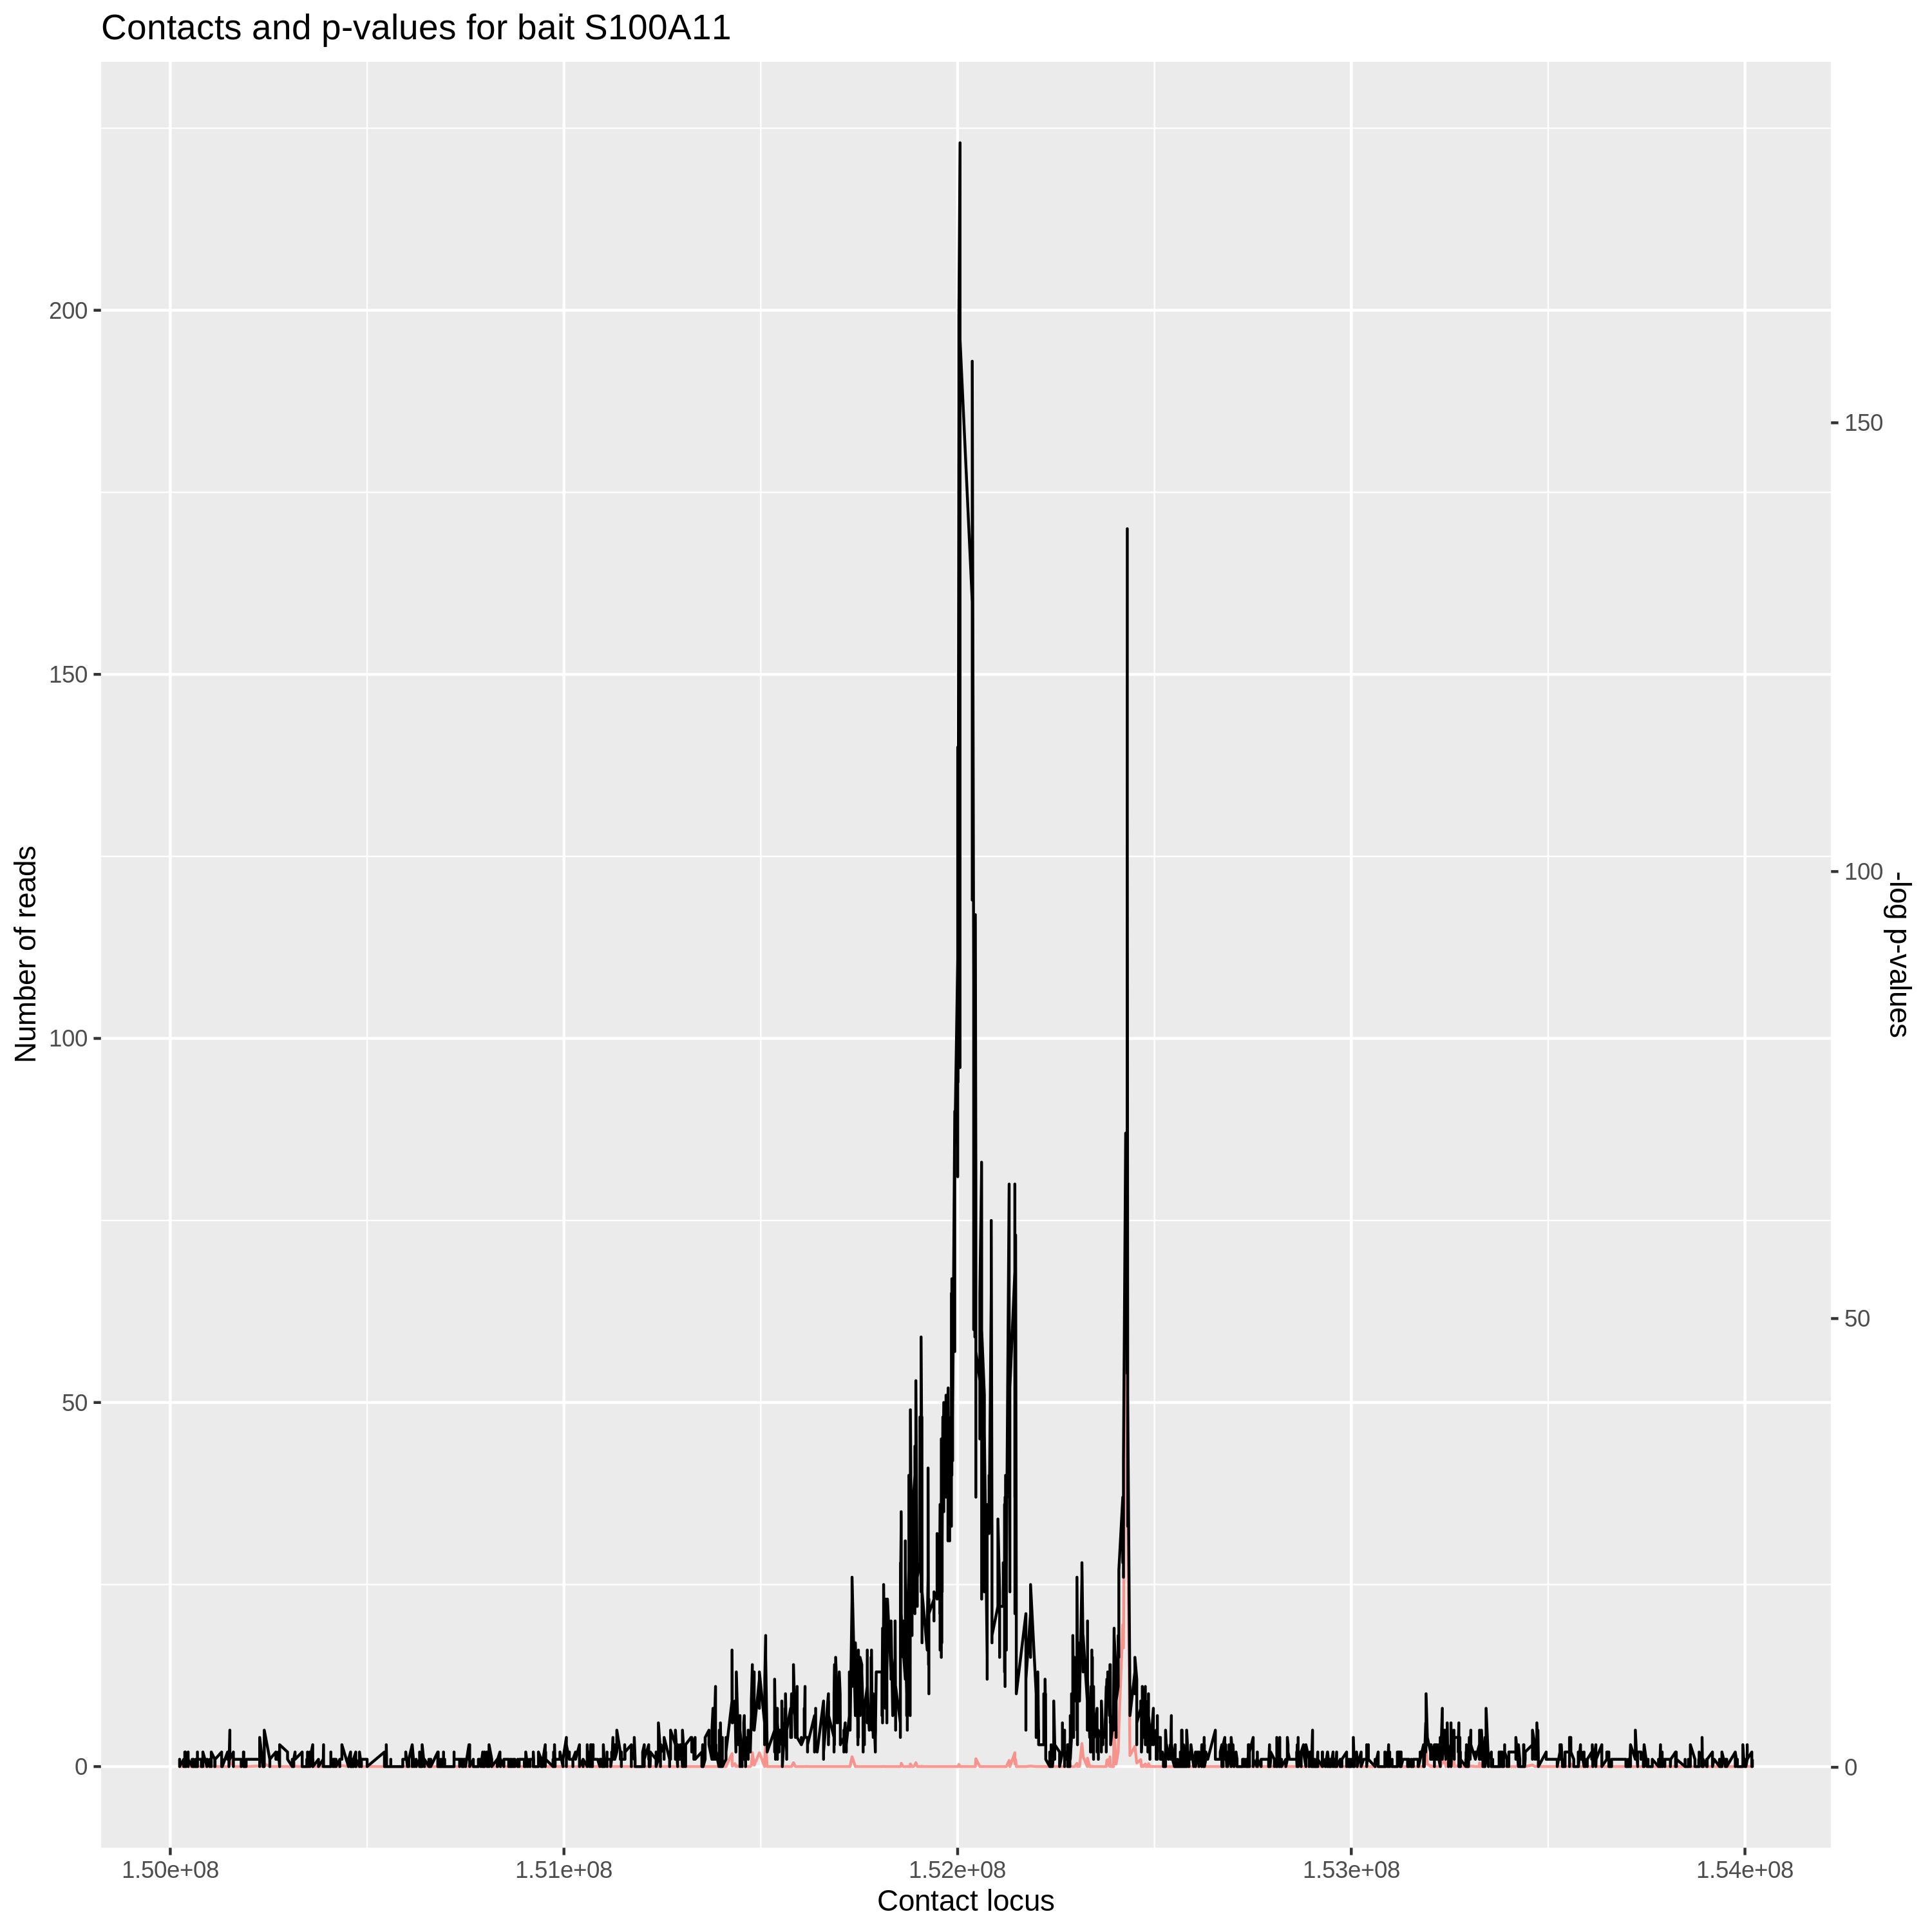 Contacts and p-values for bait S100A11
Number of reads
200
150
100
50
0
150
100
50
0
-log p-values
1.50e+08 1.51e+08 1.52e+08 1.53e+08 1.54e+08
Contact locus